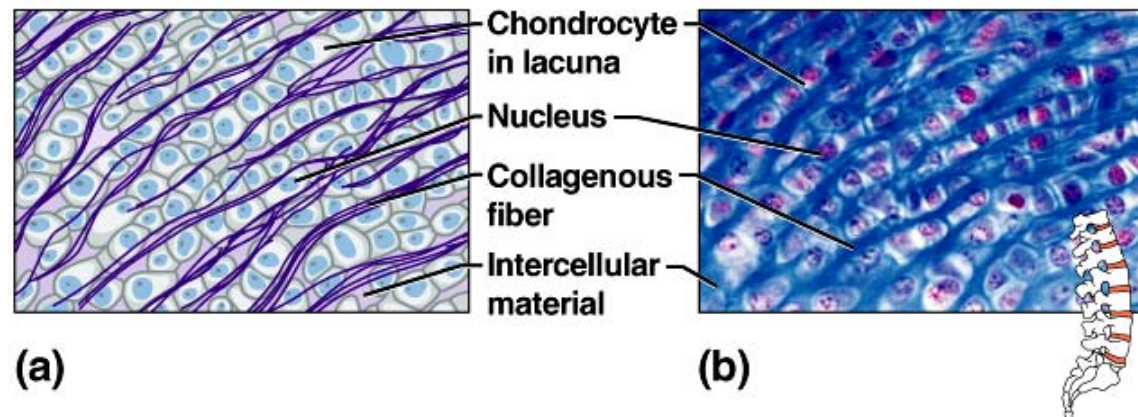 Chondrocyte
in lacuna
Nucleus
Collagenous
fiber
Intercellular
material
(a)
(b)